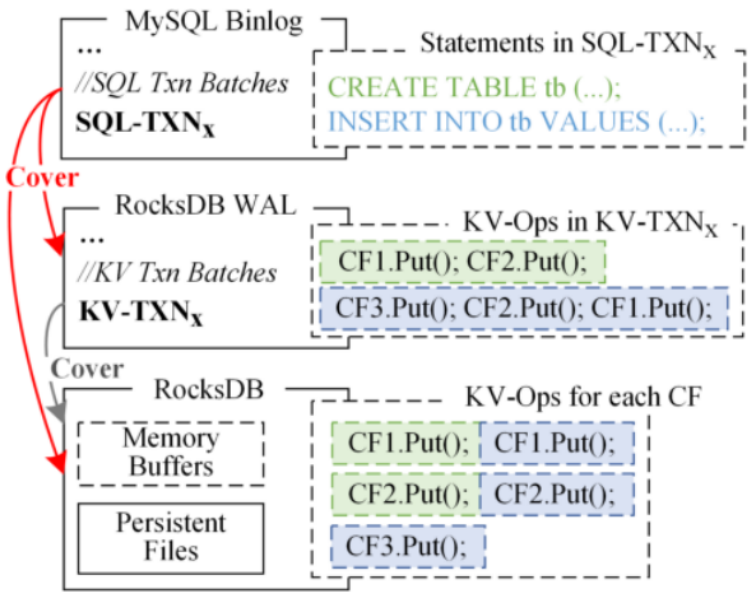 MySQL Binlog
...
//SQL Txn Batches
SQL-TXNx
Statements in SQL-TXNx
CREATE TABLE tb (...);
INSERT INTO tb VALUES (...);
Cover
RocksDB WAL
...
//KV Txn Batches
KV-TXNx
KV-Ops in KV-TXNx
CF1.Put(); CF2.Put();
CF3.Put(); CF2.Put(); CF1.Put();
Cover
RocksDB
Memory
Buffers
Persistent
Files
KV-Ops for each CF
CF1.Put(); CF1.Put();
CF2.Put(); CF2.Put();
CF3.Put();